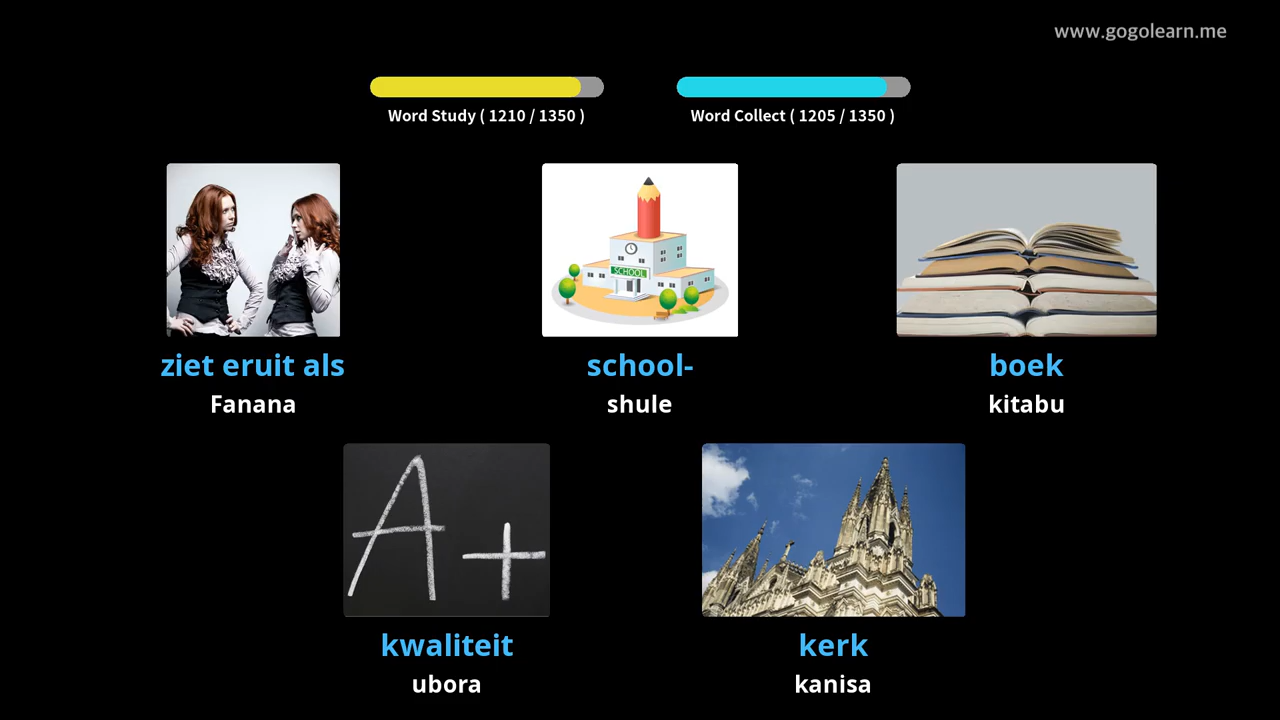 www.gogolearn.me
Word Study ( 1210 / 1350 )
Word Collect ( 1205 / 1350 )
SCHOOL
ziet eruit als
Fanana
school-
shule
boek
kitabu
A+
kwaliteit
ubora
kerk
kanisa